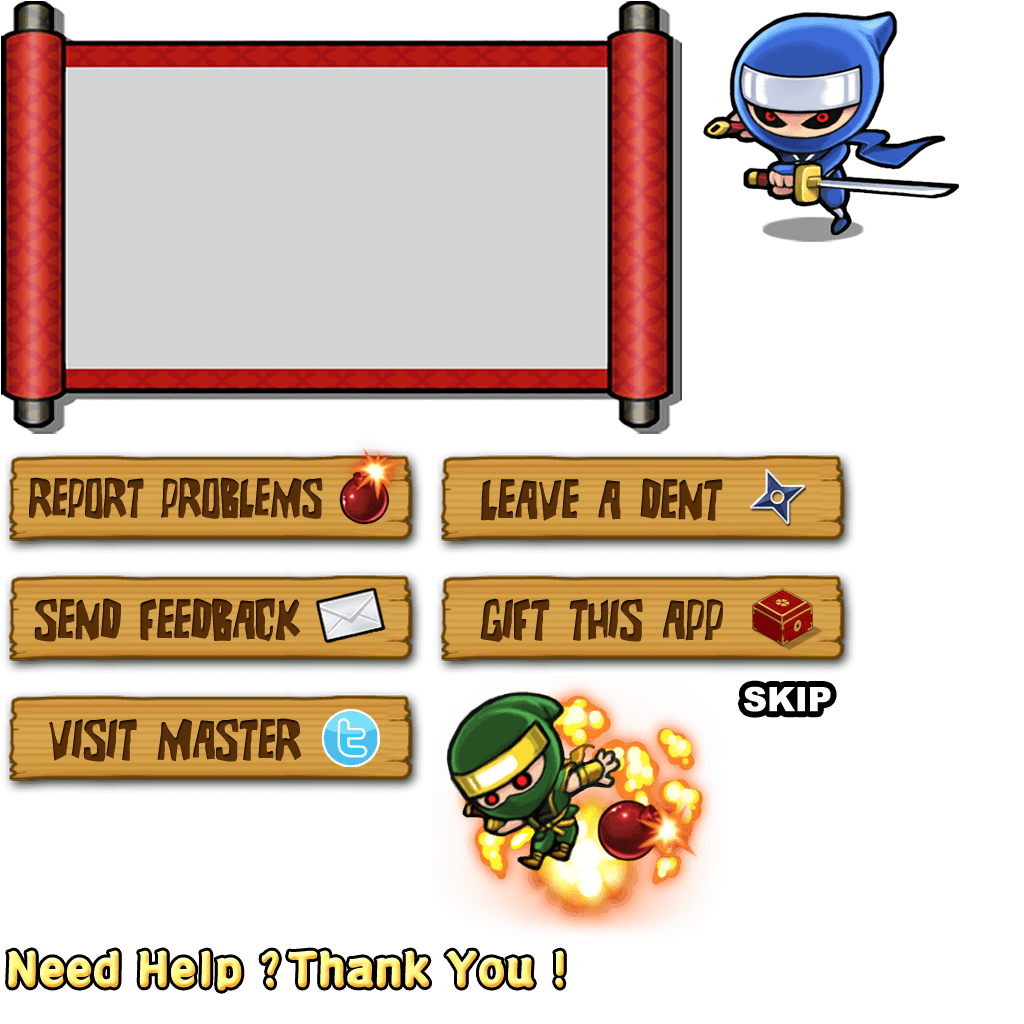 REPORT PROBLEMS
LEAVE A DENT
SEND FEEDBACK
GIFT THIS APP
SKIP
VISIT MASTER
t
Need Help ? Thank You !